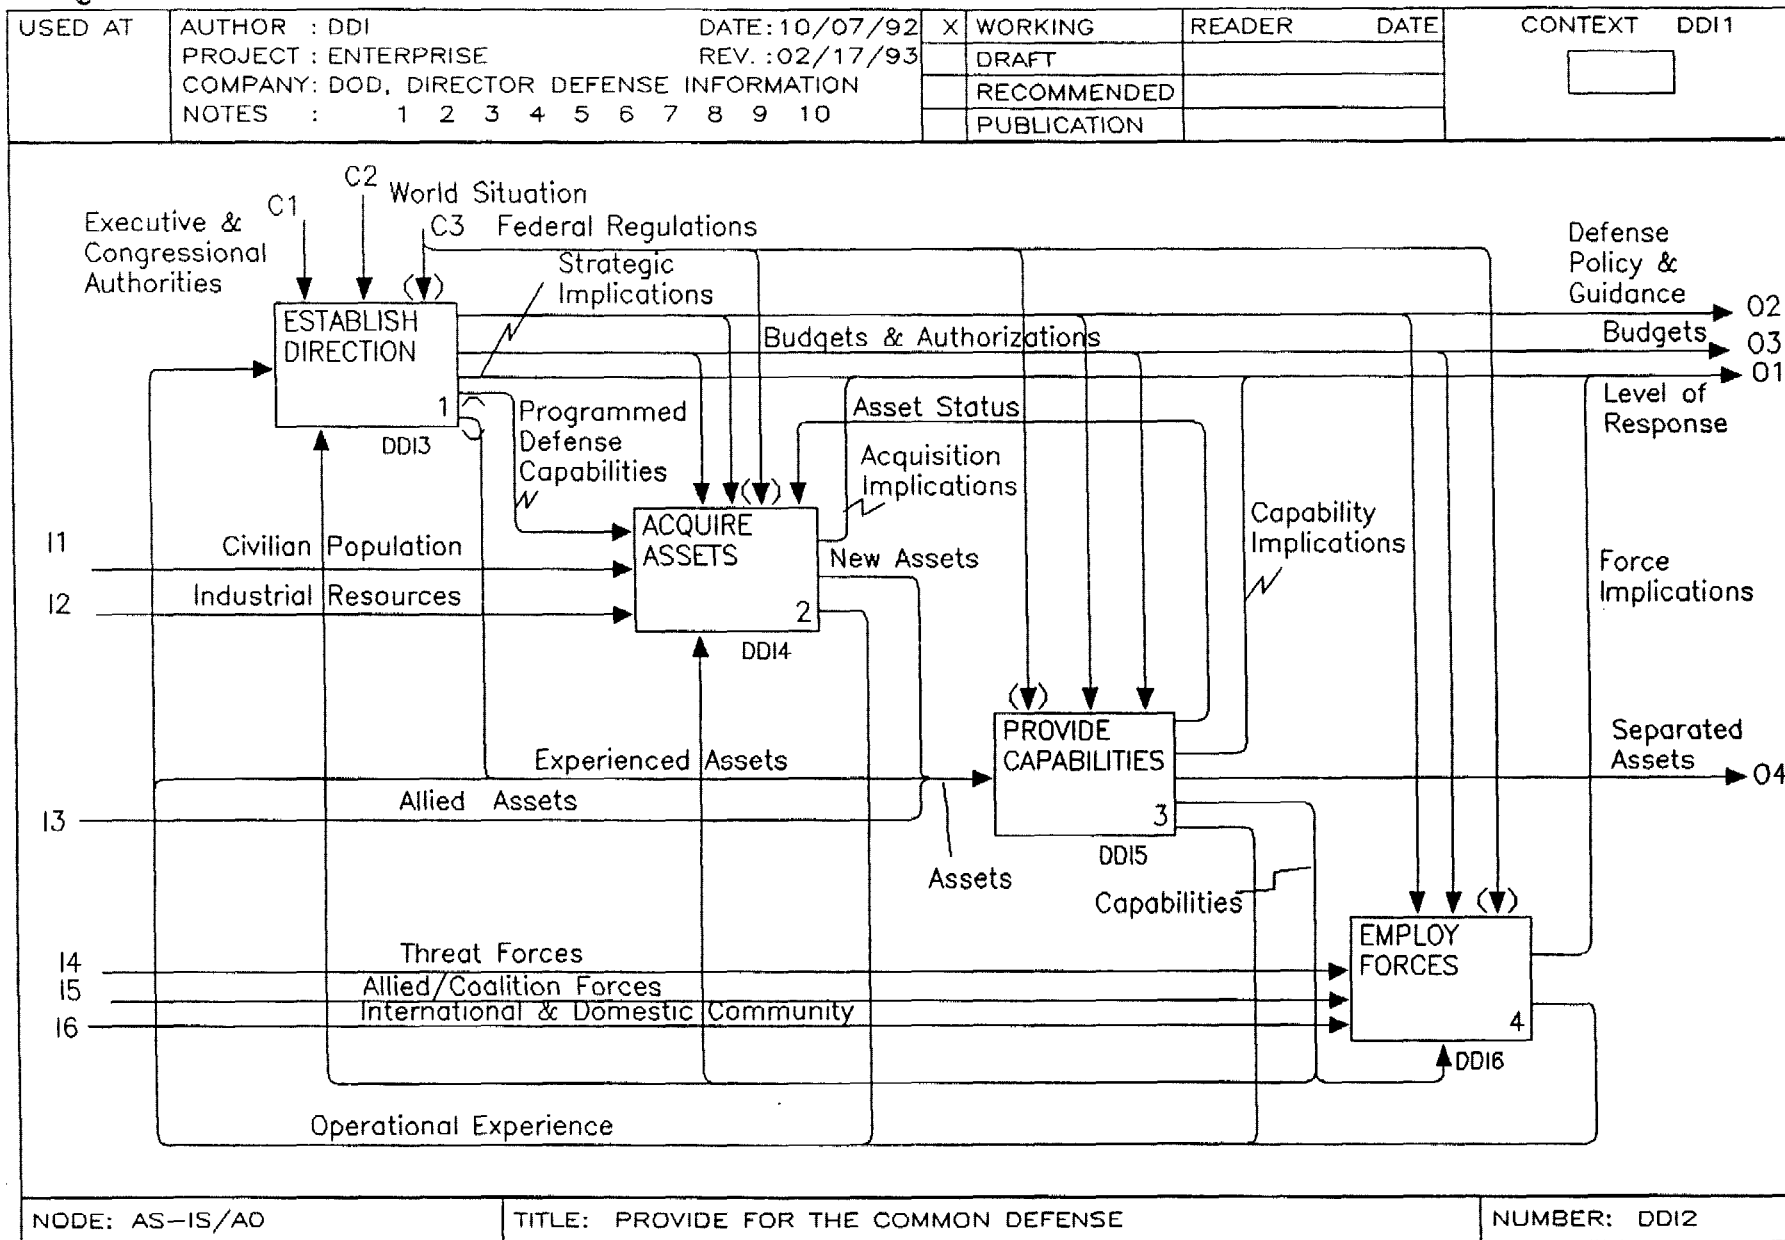 USED AT
AUTHOR : DDI DATE:10/07/92
PROJECT : ENTERPRISE REV. :02/17/93
COMPANY: DOD, DIRECTOR DEFENSE INFORMATION
NOTES : 1 2 3 4 5 6 7 8 9 10
X WORKING
DRAFT
RECOMMENDED
PUBLICATION
READER DATE
CONTEXT DDI1
C1
C2 World Situation
C3 Federal Regulations
Executive &
Congressional
Authorities
Strategic
Implications
Defense
Policy &
Guidance
O2
Budgets & Authorizations
Budgets O3
O1
Level of
Response
( )
ESTABLISH
DIRECTION
1
DDI3
Programmed
Defense
Capabilities
Asset Status
Acquisition
Implications
( )
ACQUIRE
ASSETS
2
DDI4
I1 Civilian Population
I2 Industrial Resources
New Assets
Capability
Implications
Force
Implications
( )
PROVIDE
CAPABILITIES
3
DDI5
Experienced Assets
I3 Allied Assets
Assets
Separated
Assets
O4
Capabilities
( )
EMPLOY
FORCES
4
DDI6
I4 Threat Forces
I5 Allied/Coalition Forces
I6 International & Domestic Community
Operational Experience
NODE: AS-IS/A0
TITLE: PROVIDE FOR THE COMMON DEFENSE
NUMBER: DDI2